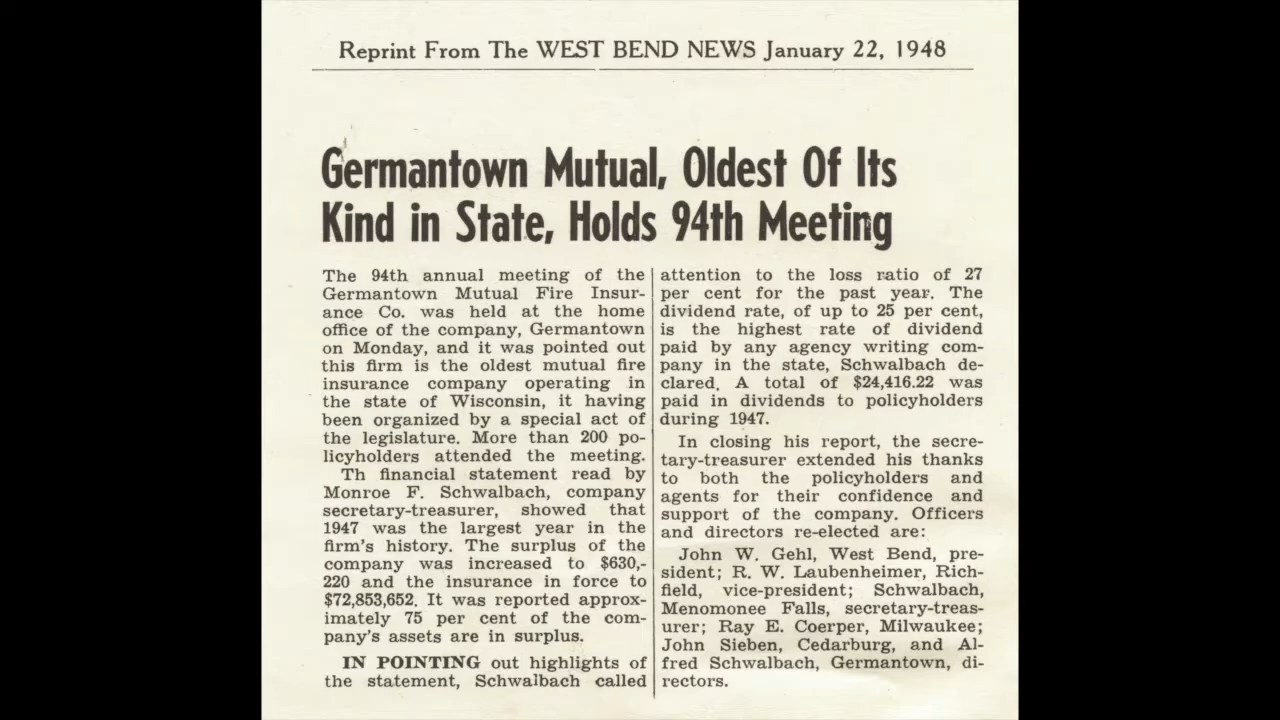 Reprint From The WEST BEND NEWS January 22, 1948
Germantown Mutual, Oldest Of Its
Kind in State, Holds 94th Meeting
The 94th annual meeting of the
Germantown Mutual Fire Insur-
ance Co. was held at the home
office of the company, Germantown
on Monday, and it was pointed out
this firm is the oldest mutual fire
insurance company operating in
the state of Wisconsin, it having
been organized by a special act of
the legislature. More than 200 po-
licyholders attended the meeting.
Th financial statement read by
Monroe F. Schwalbach, company
secretary-treasurer, showed that
1947 was the largest year in the
firm's history. The surplus of the
company was increased to $630,-
220 and the insurance in force to
$72,853,652. It was reported approx-
imately 75 per cent of the com-
pany's assets are in surplus.
IN POINTING out highlights of
the statement, Schwalbach called
attention to the loss ratio of 27
per cent for the past year. The
dividend rate, of up to 25 per cent,
is the highest rate of dividend
paid by any agency writing com-
pany in the state, Schwalbach de-
clared. A total of $24,416.22 was
paid in dividends to policyholders
during 1947.
In closing his report, the secre-
tary-treasurer extended his thanks
to both the policyholders and
agents for their confidence and
support of the company. Officers
and directors re-elected are:
John W. Gehl, West Bend, pre-
sident; R. W. Laubenheimer, Rich-
field, vice-president; Schwalbach,
Menomonee Falls, secretary-treas-
urer; Ray E. Coerper, Milwaukee;
John Sieben, Cedarburg, and Al-
fred Schwalbach, Germantown, di-
rectors.